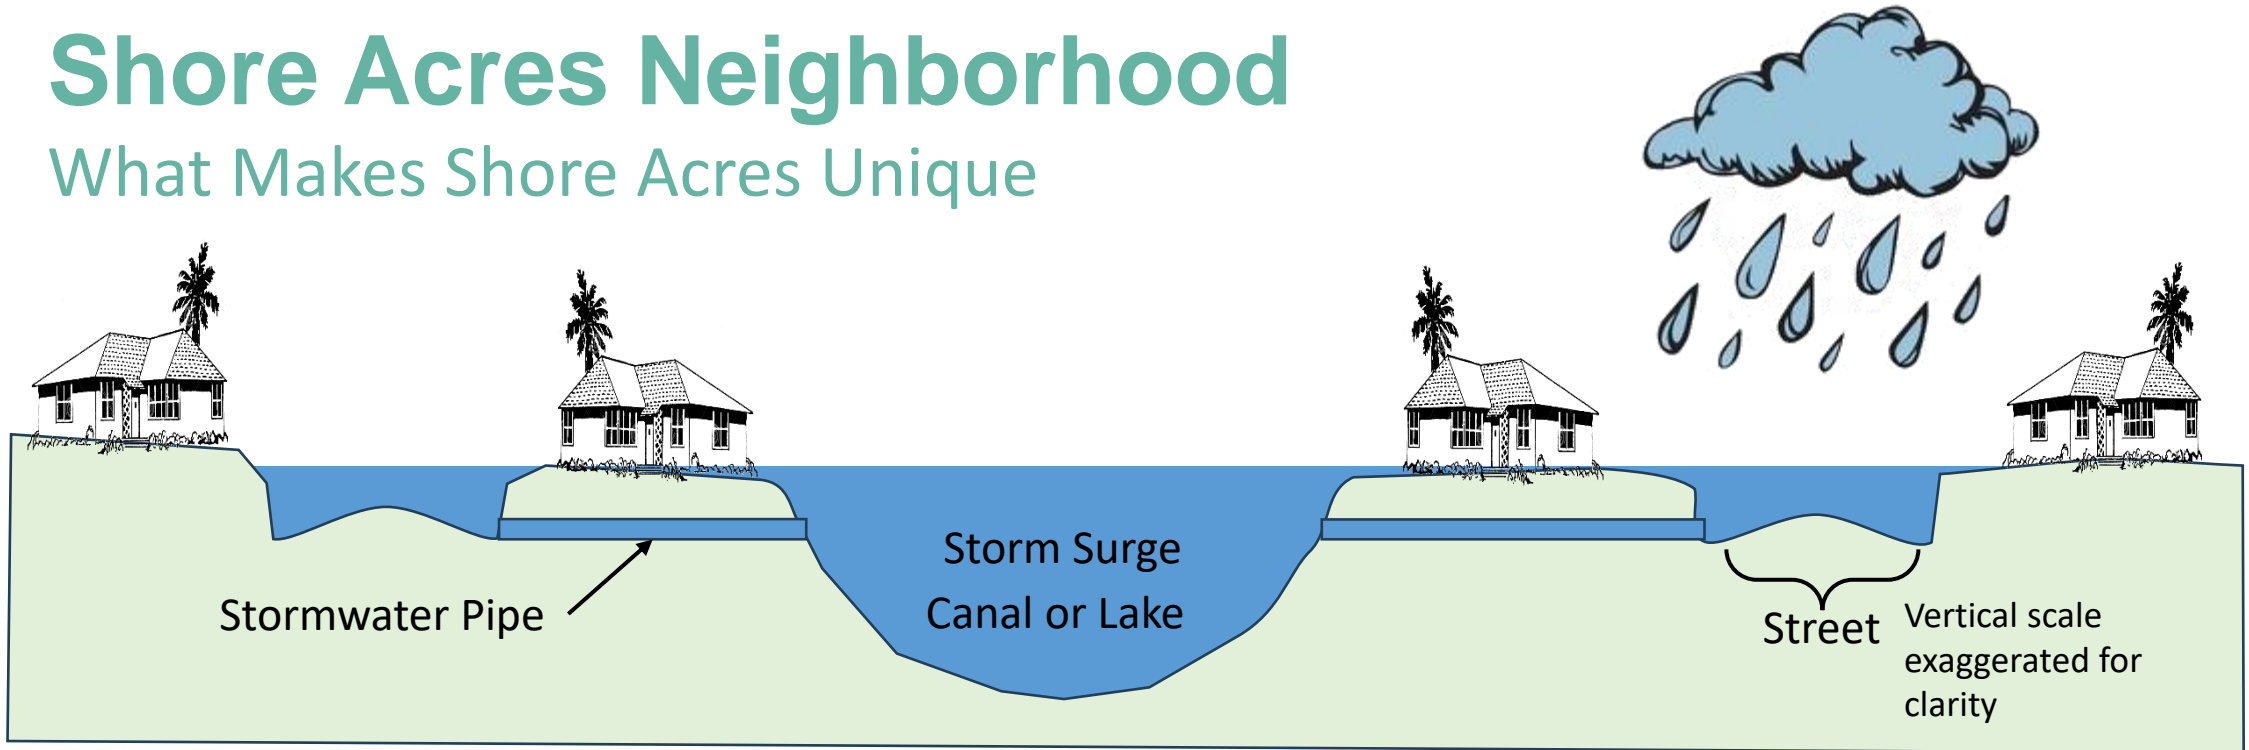 Shore Acres Neighborhood
What Makes Shore Acres Unique
Storm Surge
Canal or Lake
Stormwater Pipe
Street
Vertical scale
exaggerated for
clarity